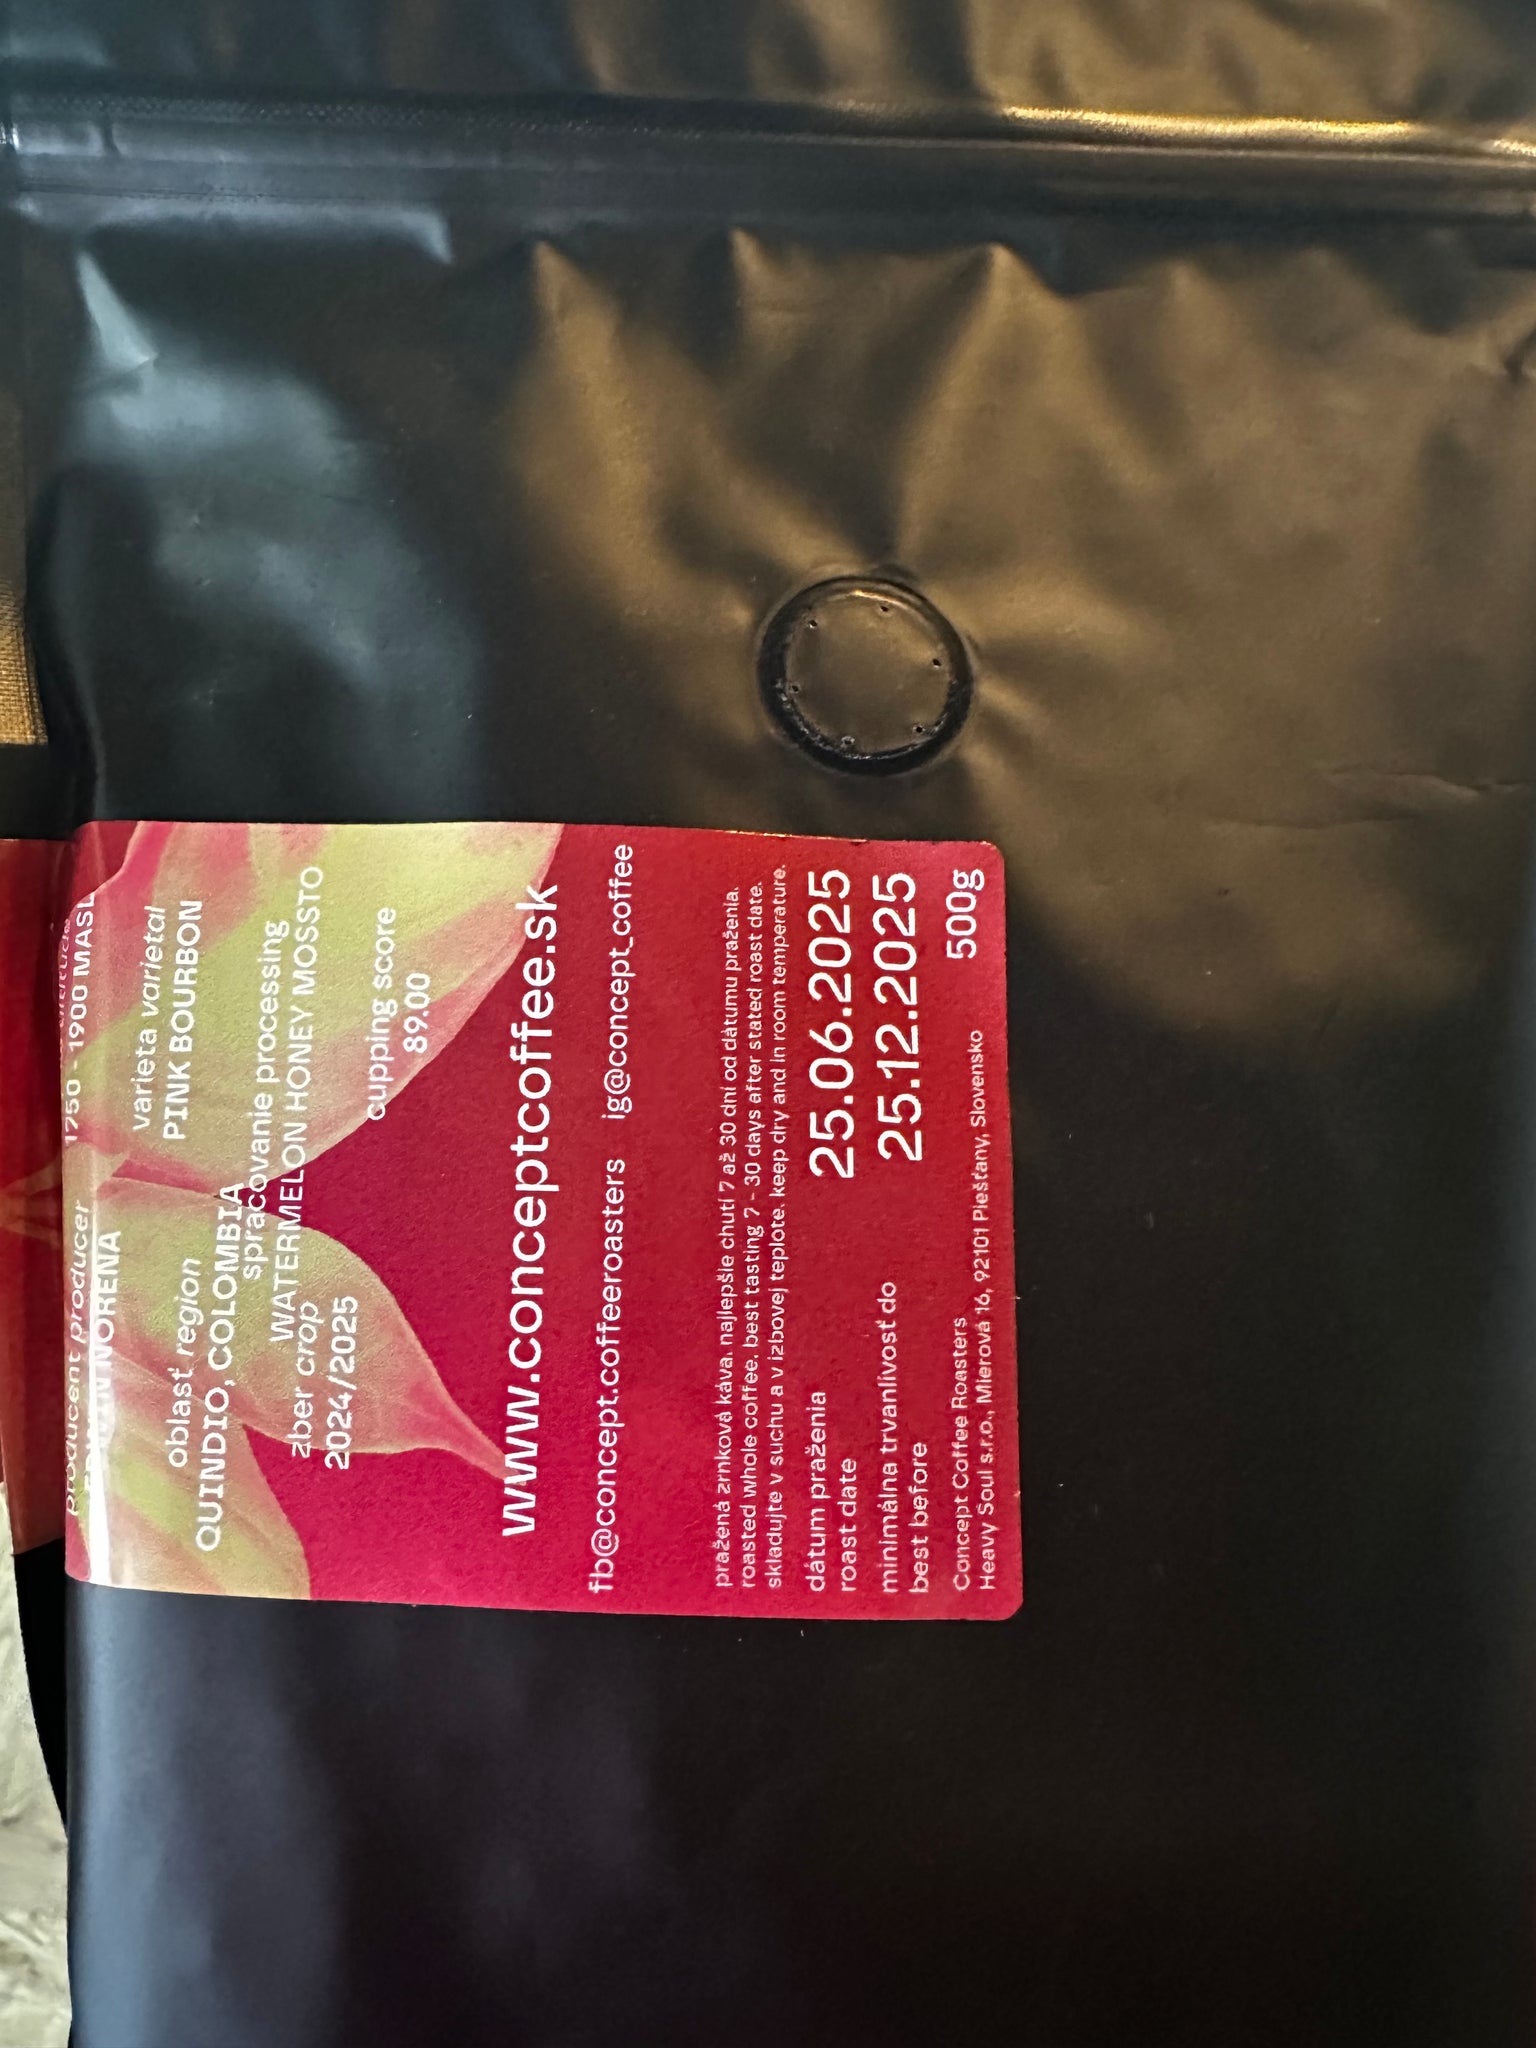 1750 - 1900 MASL
producent producer
NORENA
varieta varietal
PINK BOURBON
oblasť region
QUINDIO, COLOMBIA
spracovanie processing
WATERMELON HONEY MOSSTO
zber crop
2024/2025
cupping score
89.00
www.conceptcoffee.sk
fb@concept.coffeeroasters ig@concept_coffee
pražená zrnková káva. najlepšie chutí 7 až 30 dní od dátumu praženia.
roasted whole coffee. best tasting 7 - 30 days after stated roast date.
skladujte v suchu a v izbovej teplote. keep dry and in room temperature.
dátum praženia
roast date
25.06.2025
minimálna trvanlivosť do
best before
25.12.2025
Concept Coffee Roasters
Heavy Soul s.r.o., Mierová 16, 92101 Piešťany, Slovensko
500g